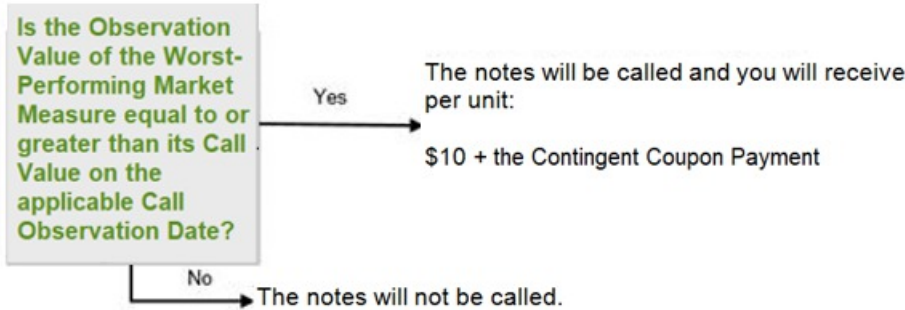 Is the Observation
Value of the Worst-
Performing Market
Measure equal to or
greater than its Call
Value on the
applicable Call
Observation Date?
Yes
The notes will be called and you will receive
per unit:
$10 + the Contingent Coupon Payment
No
The notes will not be called.